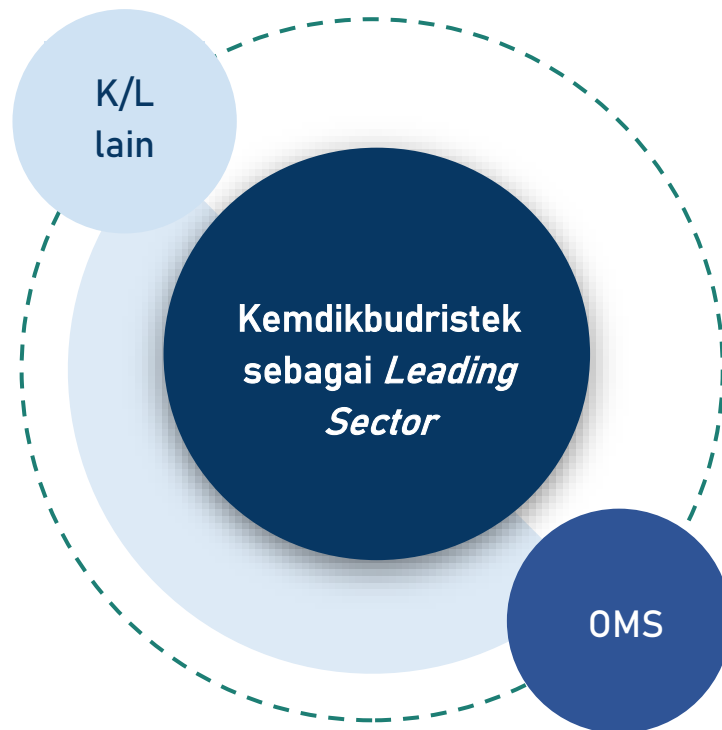 K/L
lain
Kemdikbudristek
sebagai Leading
Sector
OMS